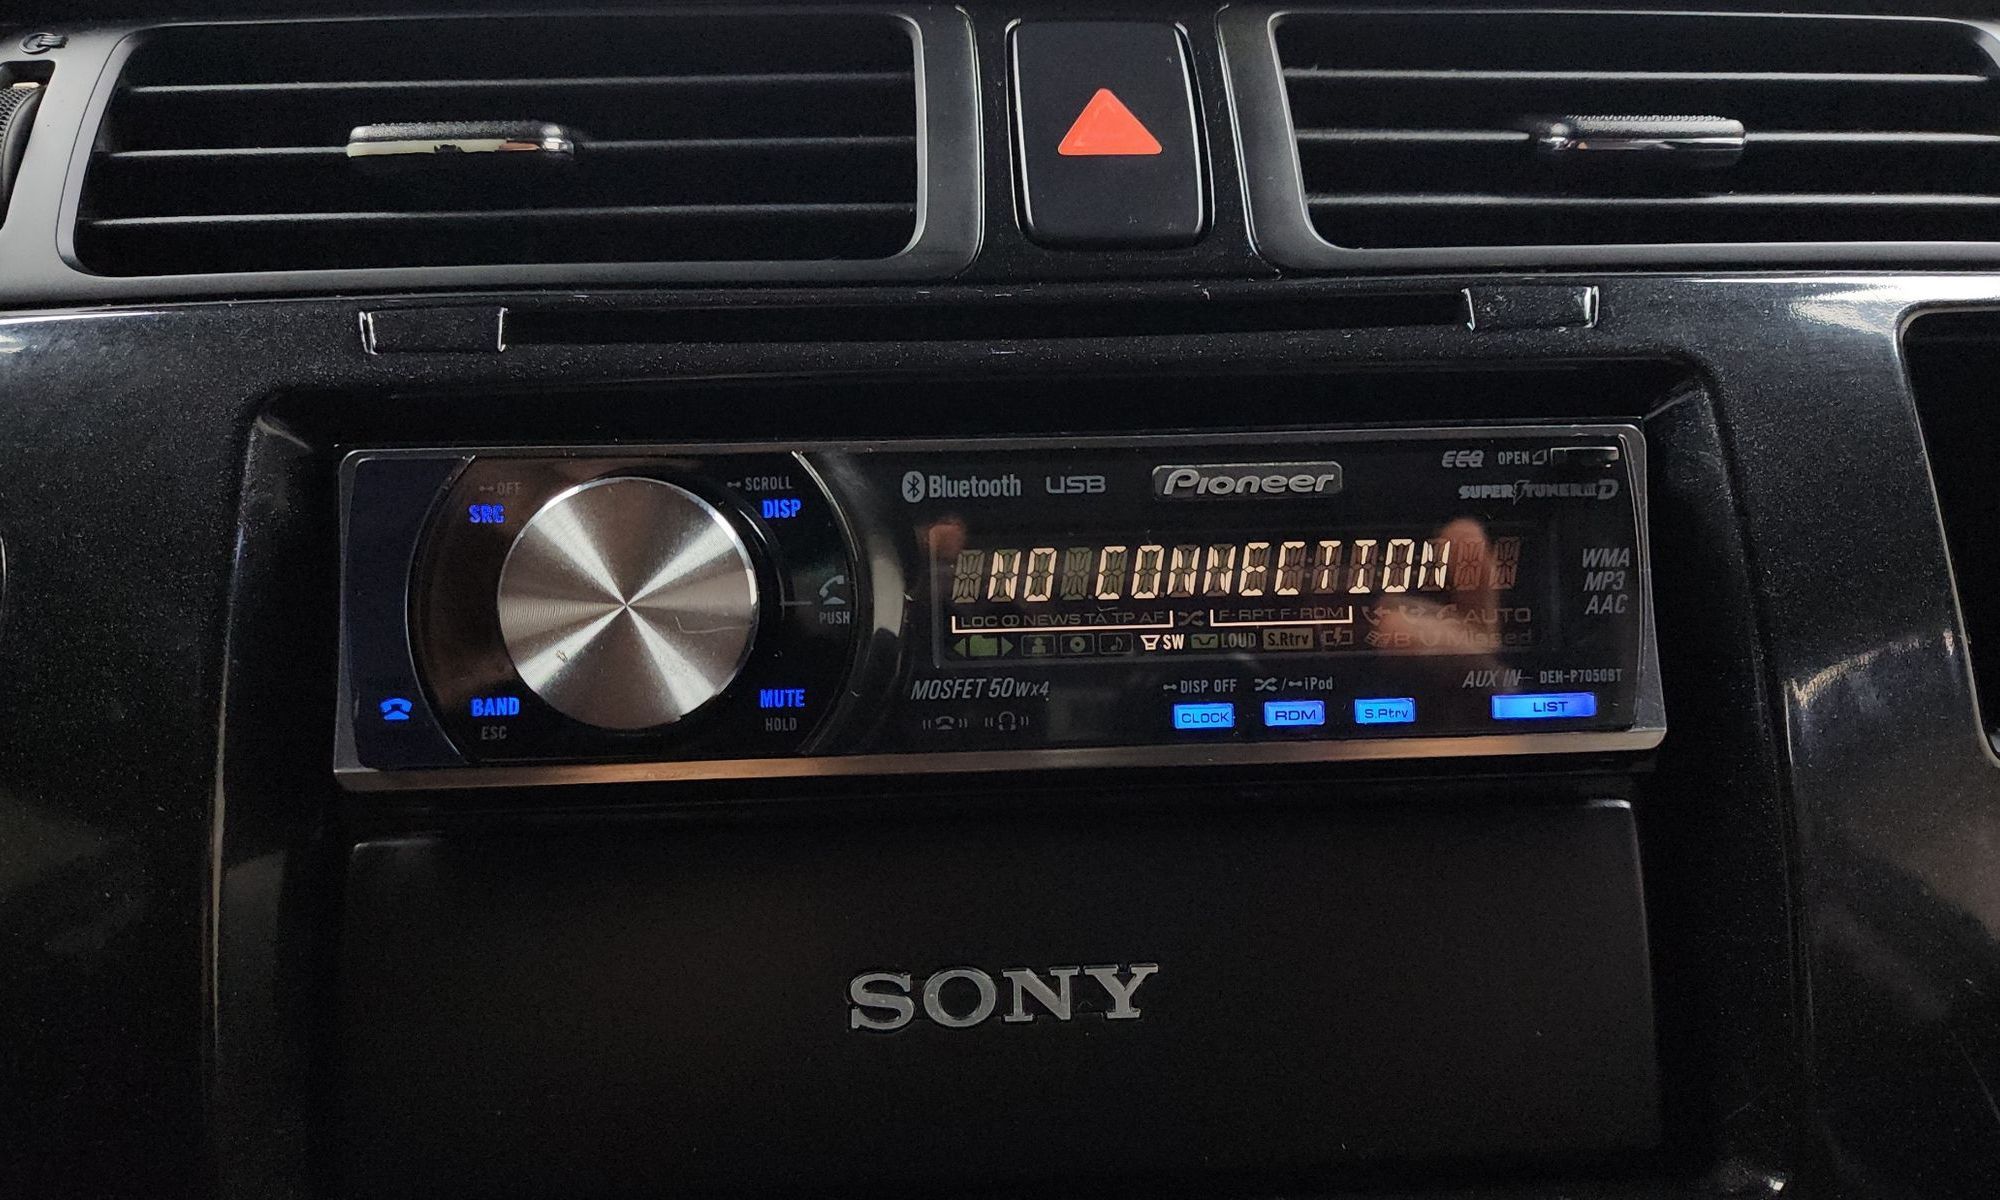 OFF
SRC
SCROLL
DISP
PUSH
BAND
ESC
MUTE
HOLD
Bluetooth USB Pioneer EEQ OPEN
SUPER TUNER III D
NO CONNECTION
WMA
MP3
AAC
LOC NEWS TA TP AF F-RPT F-RDM AUTO
SW LOUD S.Rtrv Missed
MOSFET 50W×4 DISP OFF /iPod AUX IN DEH-P7050BT
CLOCK RDM S.Rtrv LIST
SONY